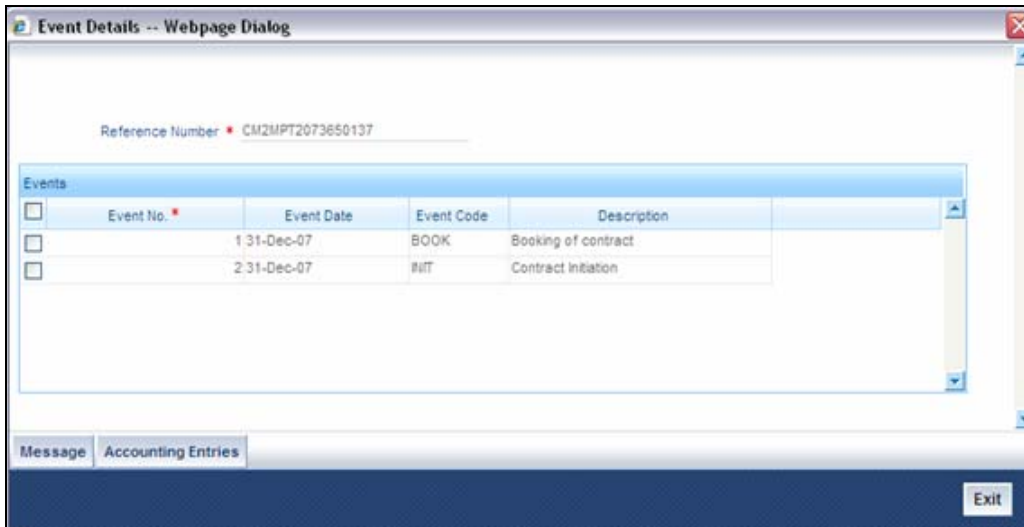 Event Details -- Webpage Dialog
Reference Number * CM2MPT2073650137
Events
Event No. * Event Date Event Code Description
1 31-Dec-07 BOOK Booking of contract
2 31-Dec-07 INIT Contract Initiation
Message Accounting Entries
Exit